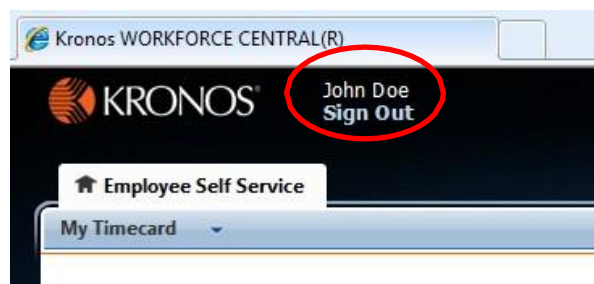 Kronos WORKFORCE CENTRAL(R)
KRONOS®
John Doe
Sign Out
Employee Self Service
My Timecard